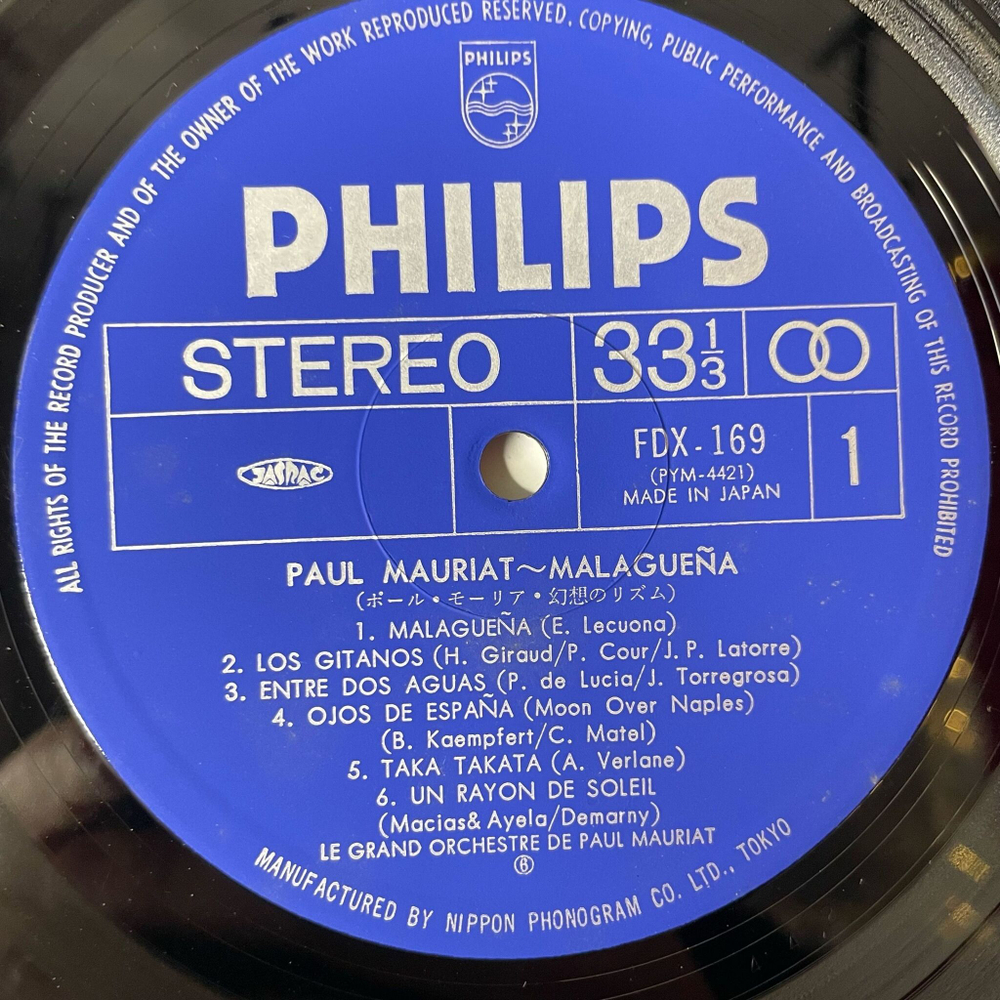 ALL RIGHTS OF THE RECORD PRODUCER AND OF THE OWNER OF THE WORK REPRODUCED RESERVED. COPYING, PUBLIC PERFORMANCE AND BROADCASTING OF THIS RECORD PROHIBITED
PHILIPS
PHILIPS
STEREO
33 1/3
JASRAC
FDX-169
(PYM-4421)
MADE IN JAPAN
1
PAUL MAURIAT~MALAGUEÑA
(ポール・モーリア・幻想のリズム)
1. MALAGUEÑA (E. Lecuona)
2. LOS GITANOS (H. Giraud/P. Cour/J. P. Latorre)
3. ENTRE DOS AGUAS (P. de Lucia/J. Torregrosa)
4. OJOS DE ESPAÑA (Moon Over Naples)
(B. Kaempfert/C. Matel)
5. TAKA TAKATA (A. Verlane)
6. UN RAYON DE SOLEIL
(Macias&Ayela/Demarny)
LE GRAND ORCHESTRE DE PAUL MAURIAT
⑥
MANUFACTURED BY NIPPON PHONOGRAM CO. LTD., TOKYO